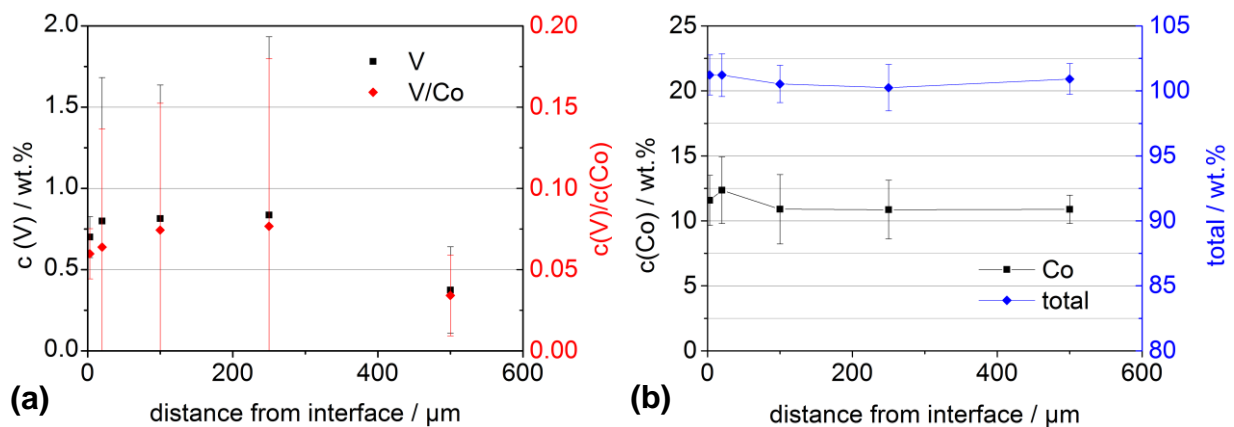 2.0
1.5
1.0
0.5
0.0
c (V) / wt.%
V
V/Co
0.20
0.15
0.10
0.05
0.00
c(V)/c(Co)
0
200
400
600
distance from interface / µm
(a)
25
20
15
10
5
0
c(Co) / wt.%
Co
total
105
100
95
90
85
80
total / wt.%
0
200
400
600
distance from interface / µm
(b)